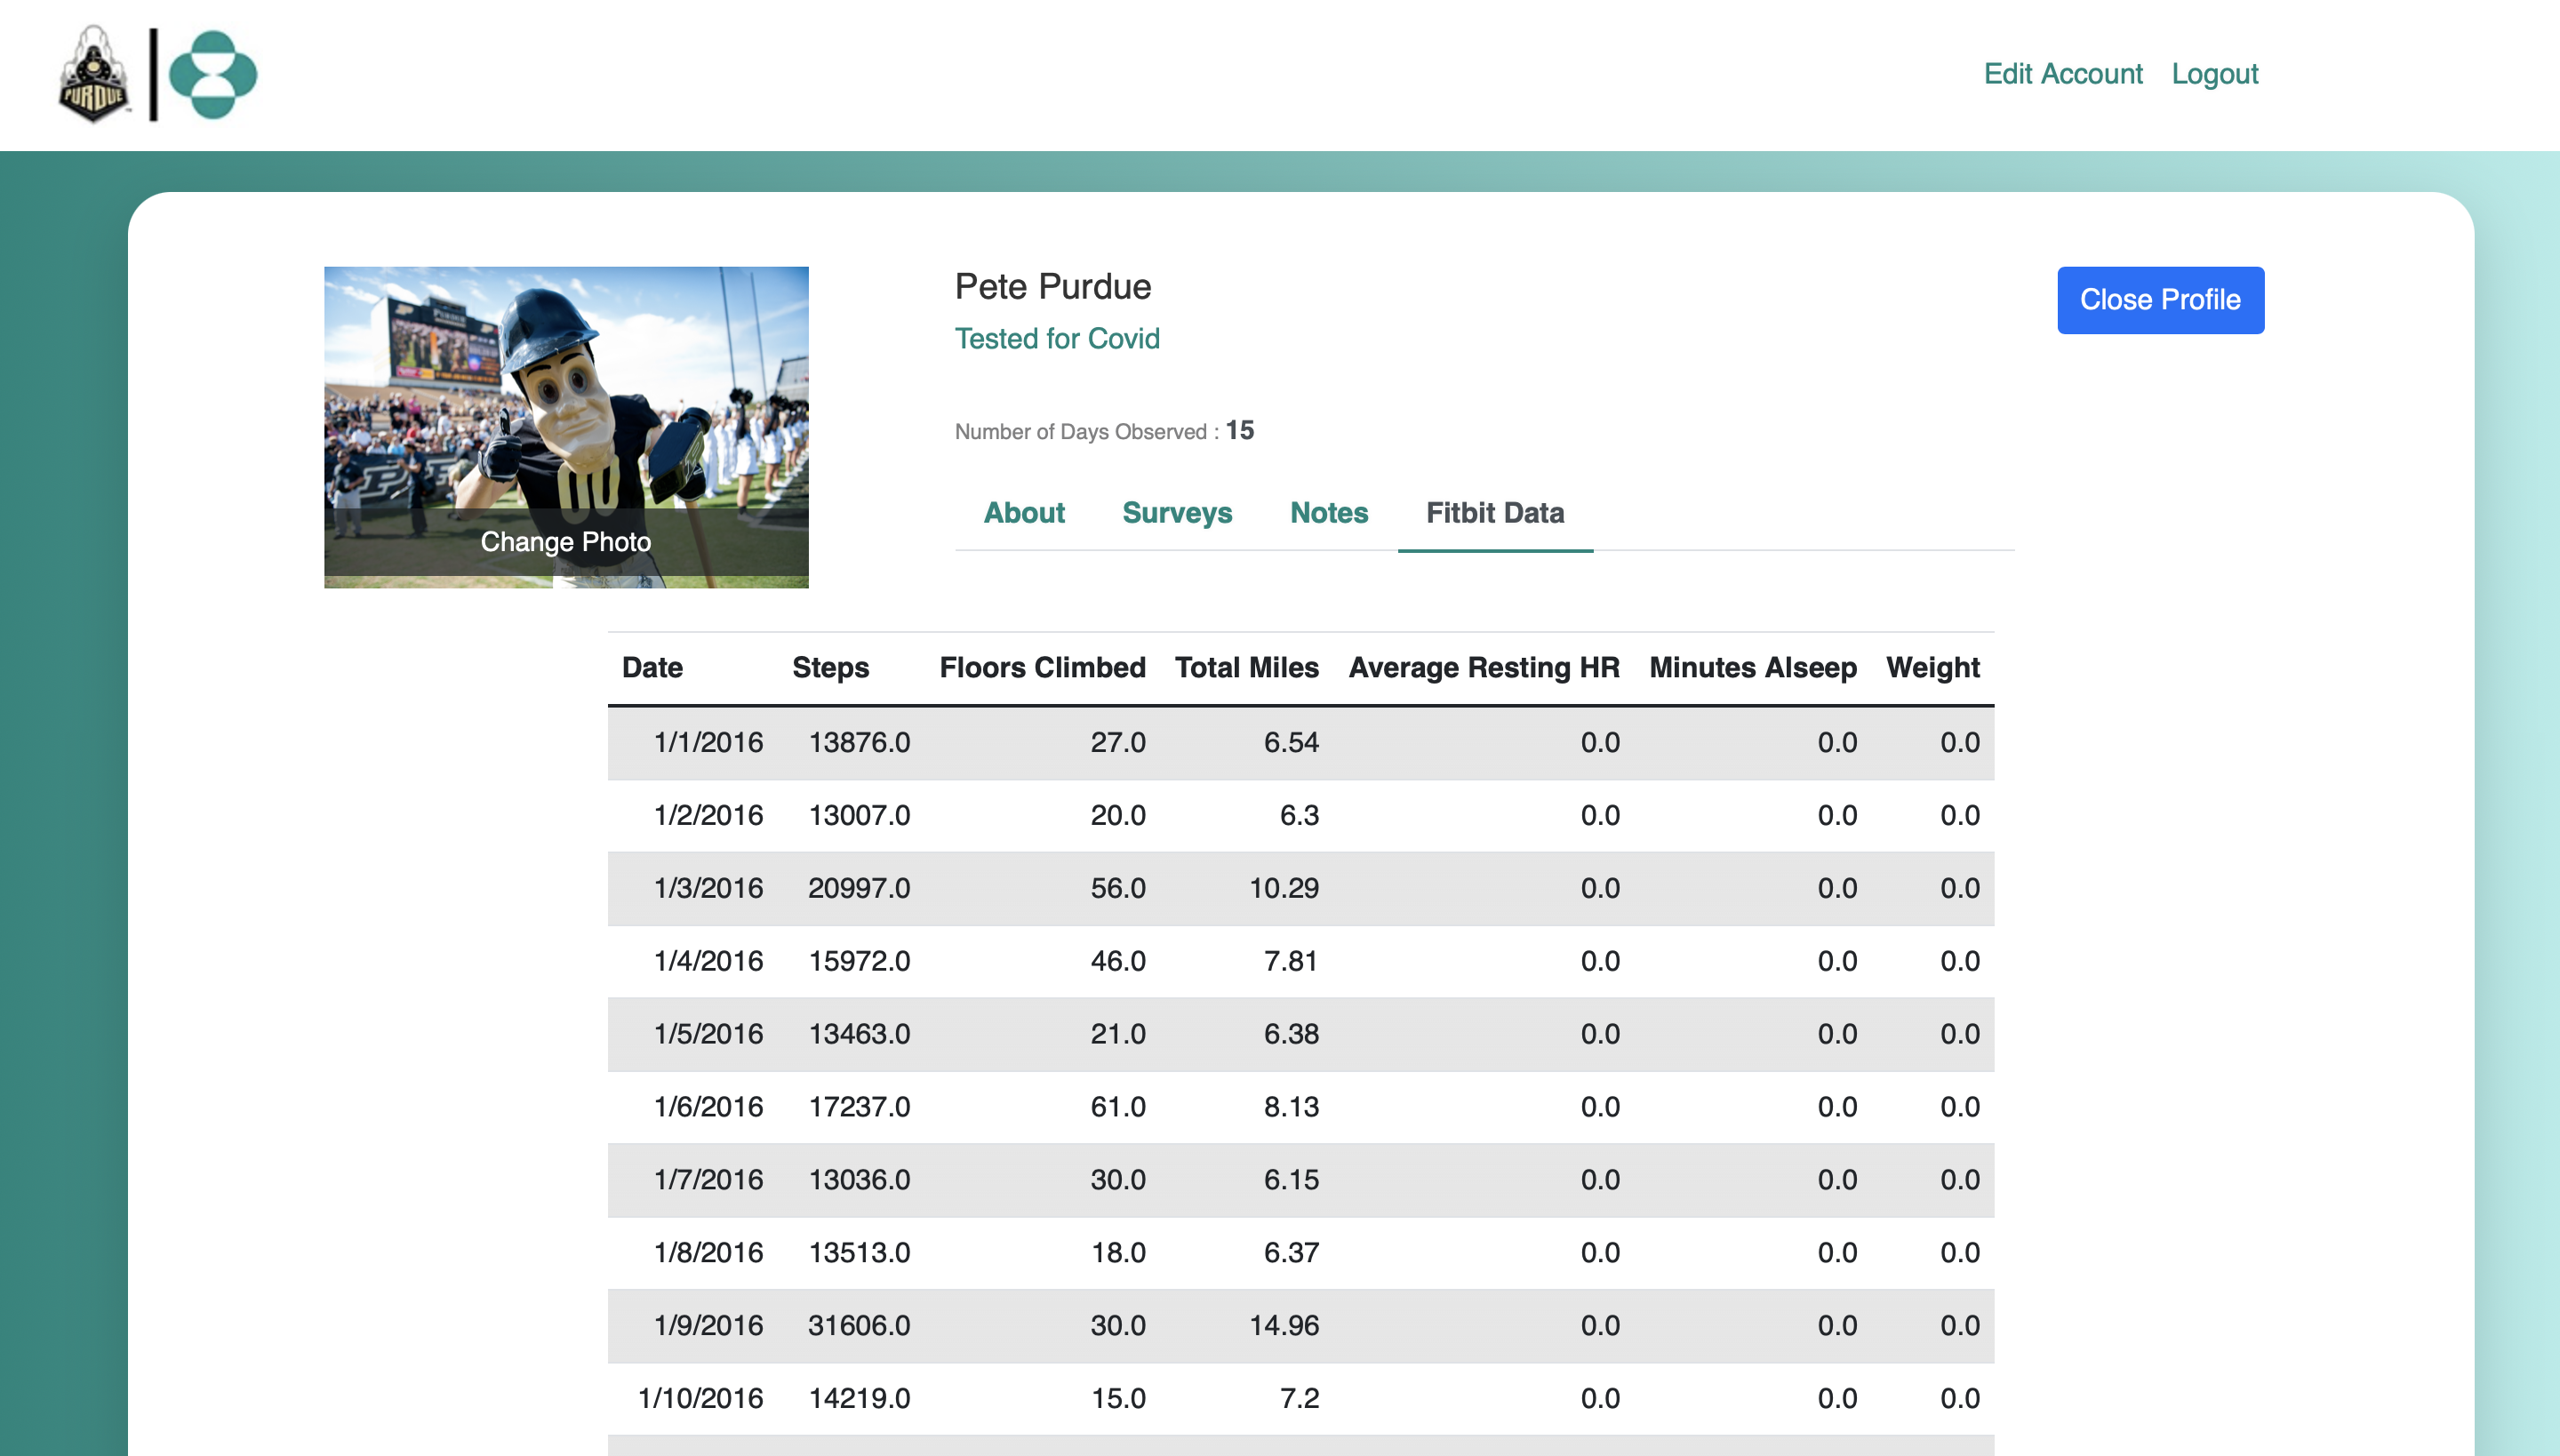 PURDUE
Edit Account Logout
Pete Purdue
Tested for Covid
Close Profile
Number of Days Observed : 15
About Surveys Notes Fitbit Data
Change Photo
Date Steps Floors Climbed Total Miles Average Resting HR Minutes Alseep Weight
1/1/2016 13876.0 27.0 6.54 0.0 0.0 0.0
1/2/2016 13007.0 20.0 6.3 0.0 0.0 0.0
1/3/2016 20997.0 56.0 10.29 0.0 0.0 0.0
1/4/2016 15972.0 46.0 7.81 0.0 0.0 0.0
1/5/2016 13463.0 21.0 6.38 0.0 0.0 0.0
1/6/2016 17237.0 61.0 8.13 0.0 0.0 0.0
1/7/2016 13036.0 30.0 6.15 0.0 0.0 0.0
1/8/2016 13513.0 18.0 6.37 0.0 0.0 0.0
1/9/2016 31606.0 30.0 14.96 0.0 0.0 0.0
1/10/2016 14219.0 15.0 7.2 0.0 0.0 0.0